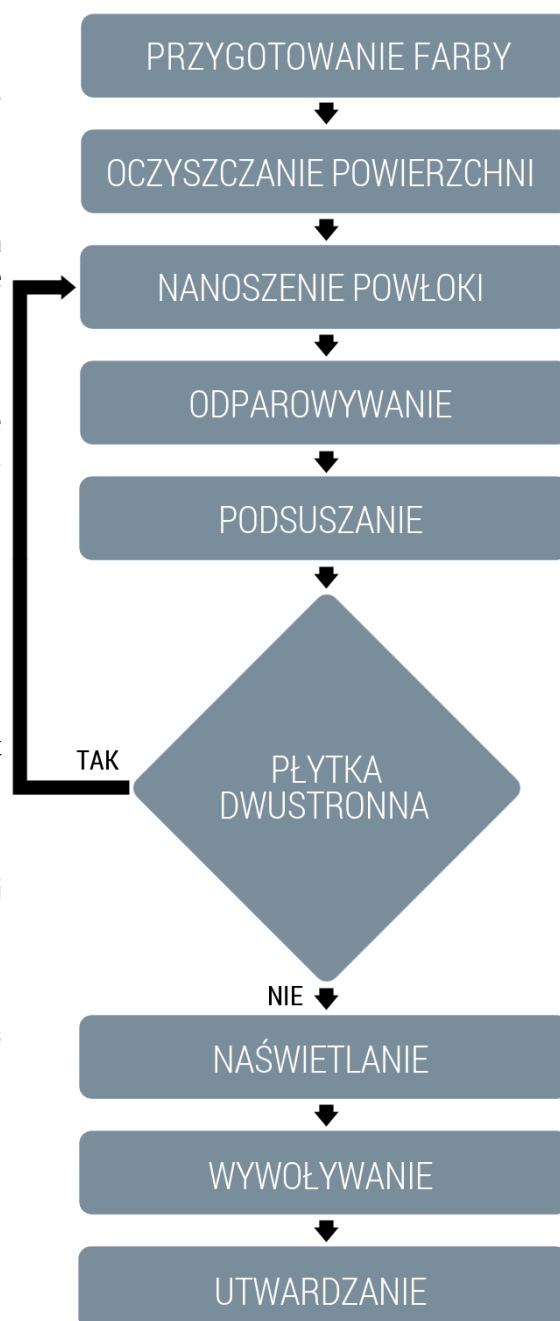 PRZYGOTOWANIE FARBY
OCZYSZCZANIE POWIERZCHNI
NANOSZENIE POWŁOKI
ODPAROWYWANIE
PODSUSZANIE
TAK
PŁYTKA
DWUSTRONNA
NIE
NAŚWIETLANIE
WYWOŁYWANIE
UTWARDZANIE